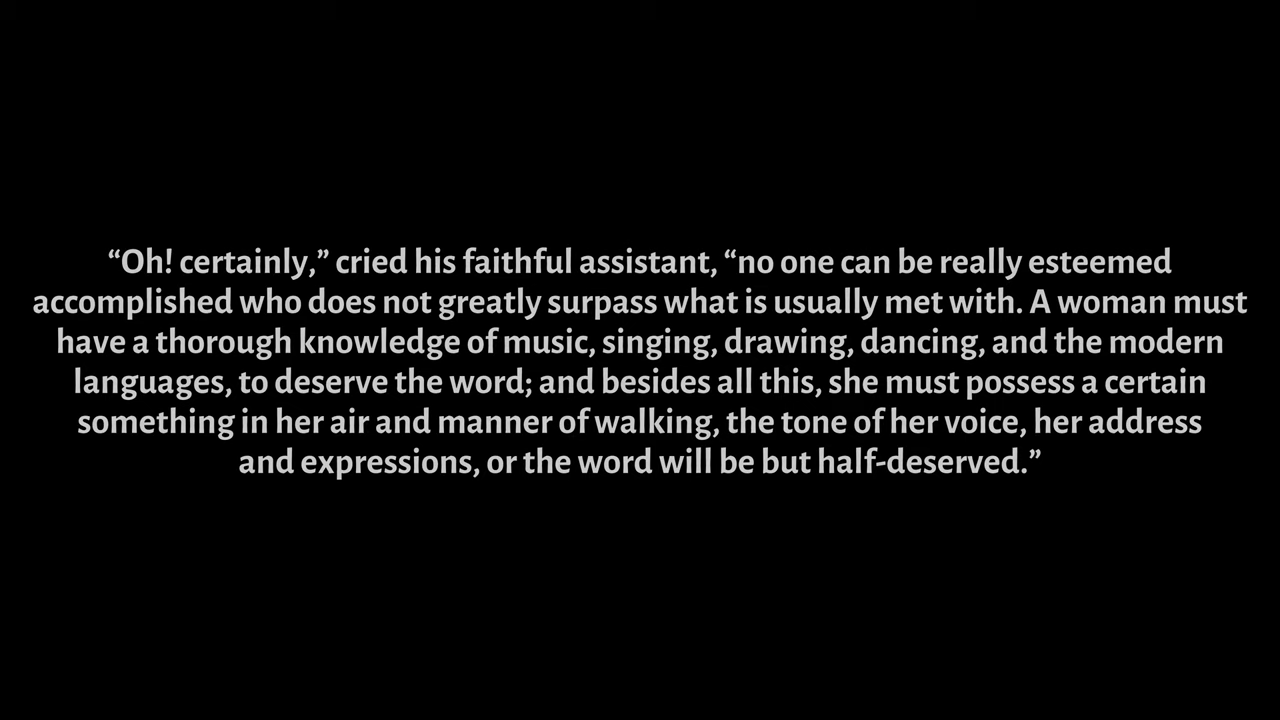 “Oh! certainly,” cried his faithful assistant, “no one can be really esteemed
accomplished who does not greatly surpass what is usually met with. A woman must
have a thorough knowledge of music, singing, drawing, dancing, and the modern
languages, to deserve the word; and besides all this, she must possess a certain
something in her air and manner of walking, the tone of her voice, her address
and expressions, or the word will be but half-deserved.”